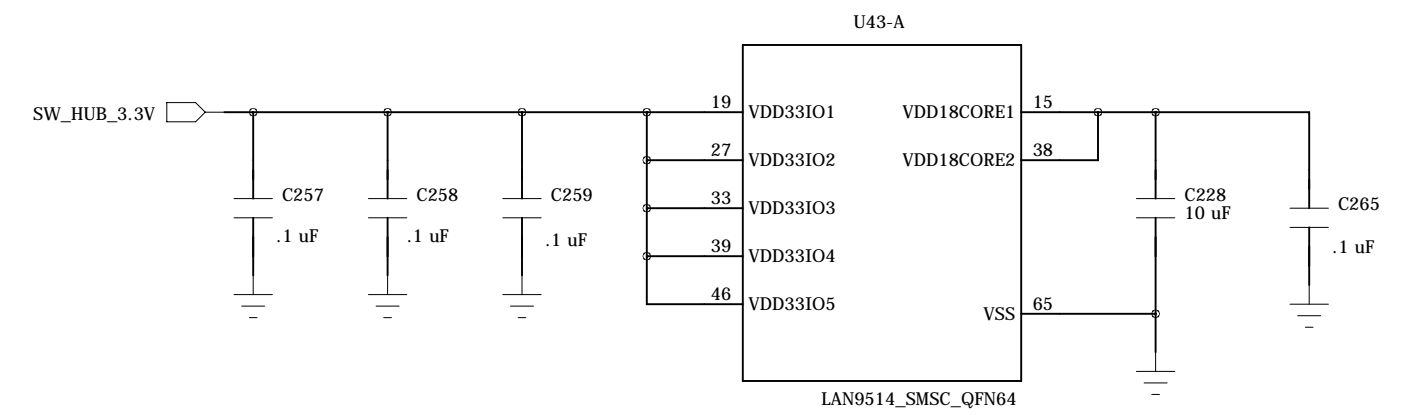 U43-A
SW_HUB_3.3V
19 VDD33IO1 VDD18CORE1 15
27 VDD33IO2 VDD18CORE2 38
C257
.1 uF
C258
.1 uF
C259
.1 uF
33 VDD33IO3
39 VDD33IO4
46 VDD33IO5
VSS 65
C228
10 uF
C265
.1 uF
LAN9514_SMSC_QFN64